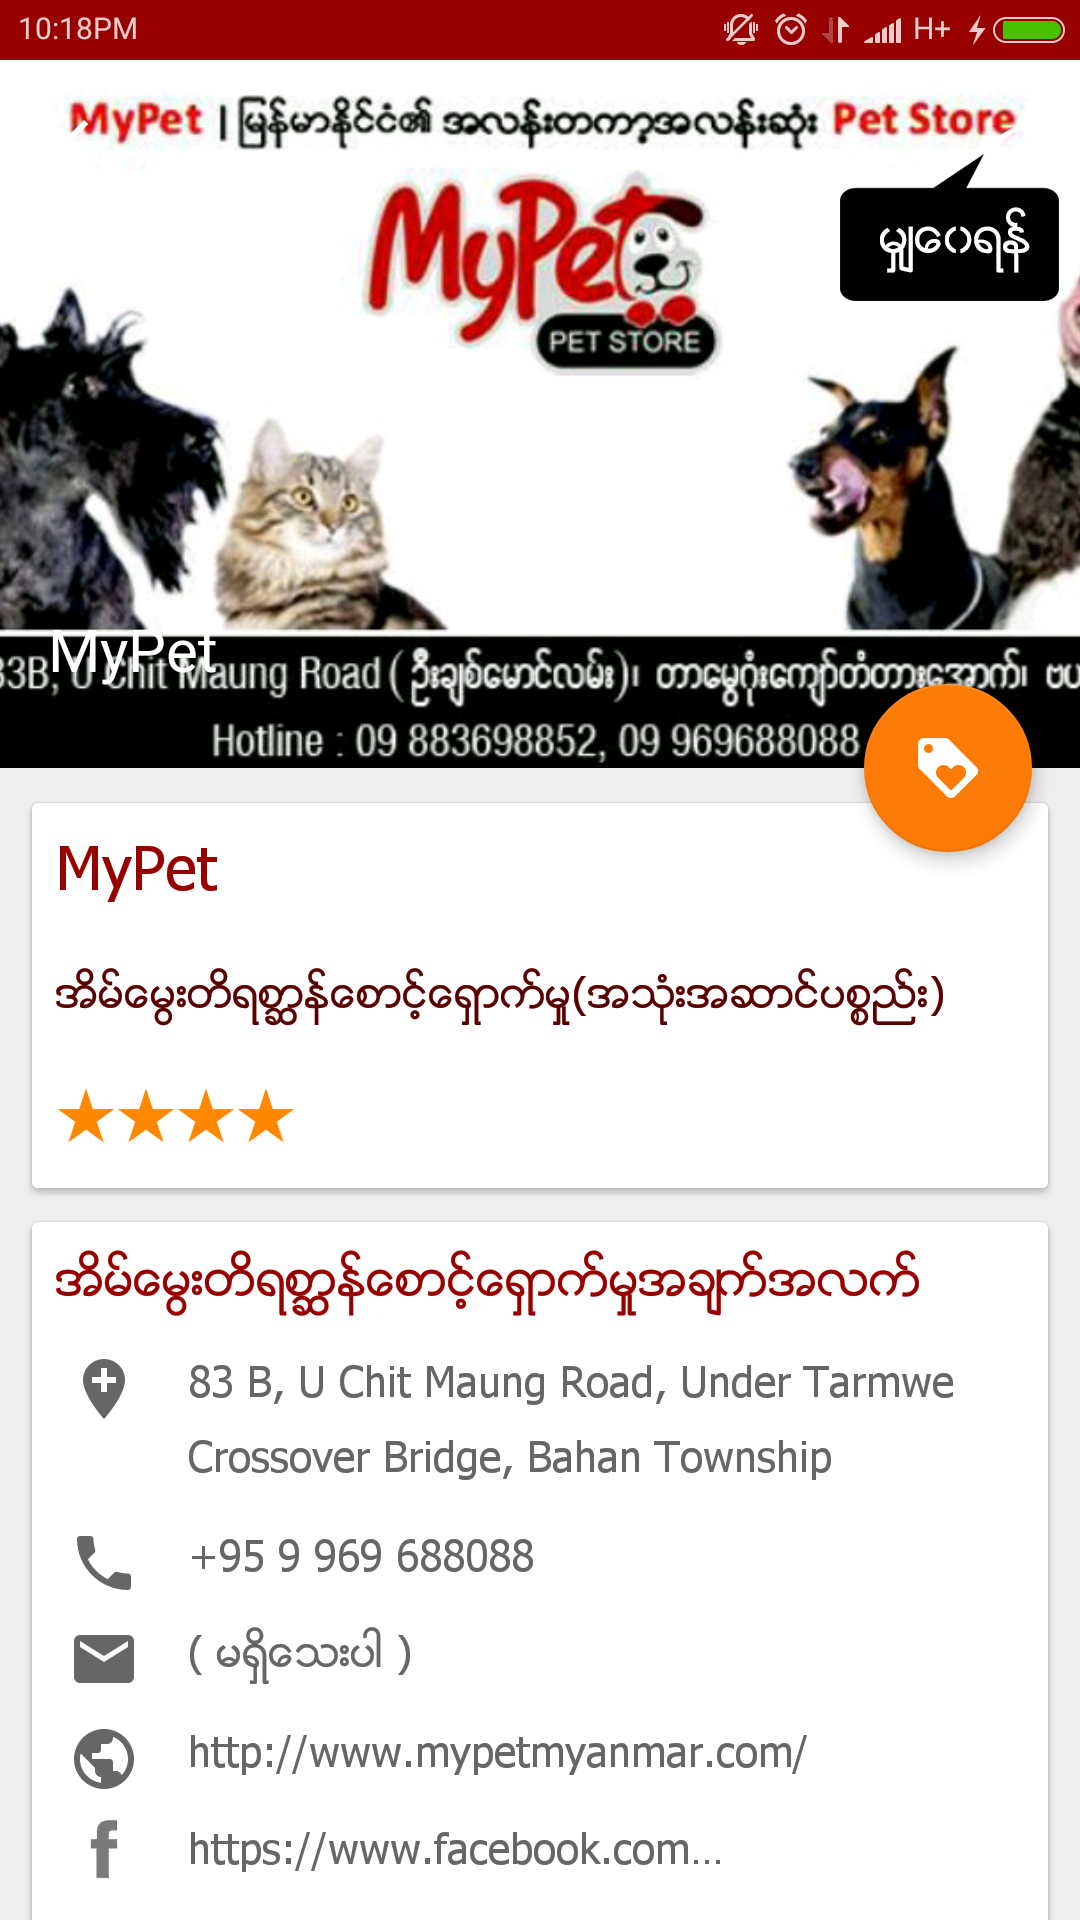 10:18PM
H+
MyPet | မြန်မာနိုင်ငံ၏ အလန်းတကာ့အလန်းဆုံး Pet Store
MyPet
PET STORE
မျှဝေရန်
MyPet
33B, U Chit Maung Road ( ဦးချစ်မောင်လမ်း)၊ တာမွေဂုံးကျော်တံတားအောက်၊
Hotline : 09 883698852, 09 969688088
MyPet
အိမ်မွေးတိရစ္ဆာန်စောင့်ရှောက်မှု(အသုံးအဆောင်ပစ္စည်း)
အိမ်မွေးတိရစ္ဆာန်စောင့်ရှောက်မှုအချက်အလက်
83 B, U Chit Maung Road, Under Tarmwe
Crossover Bridge, Bahan Township
+95 9 969 688088
( မရှိသေးပါ )
http://www.mypetmyanmar.com/
https://www.facebook.com...